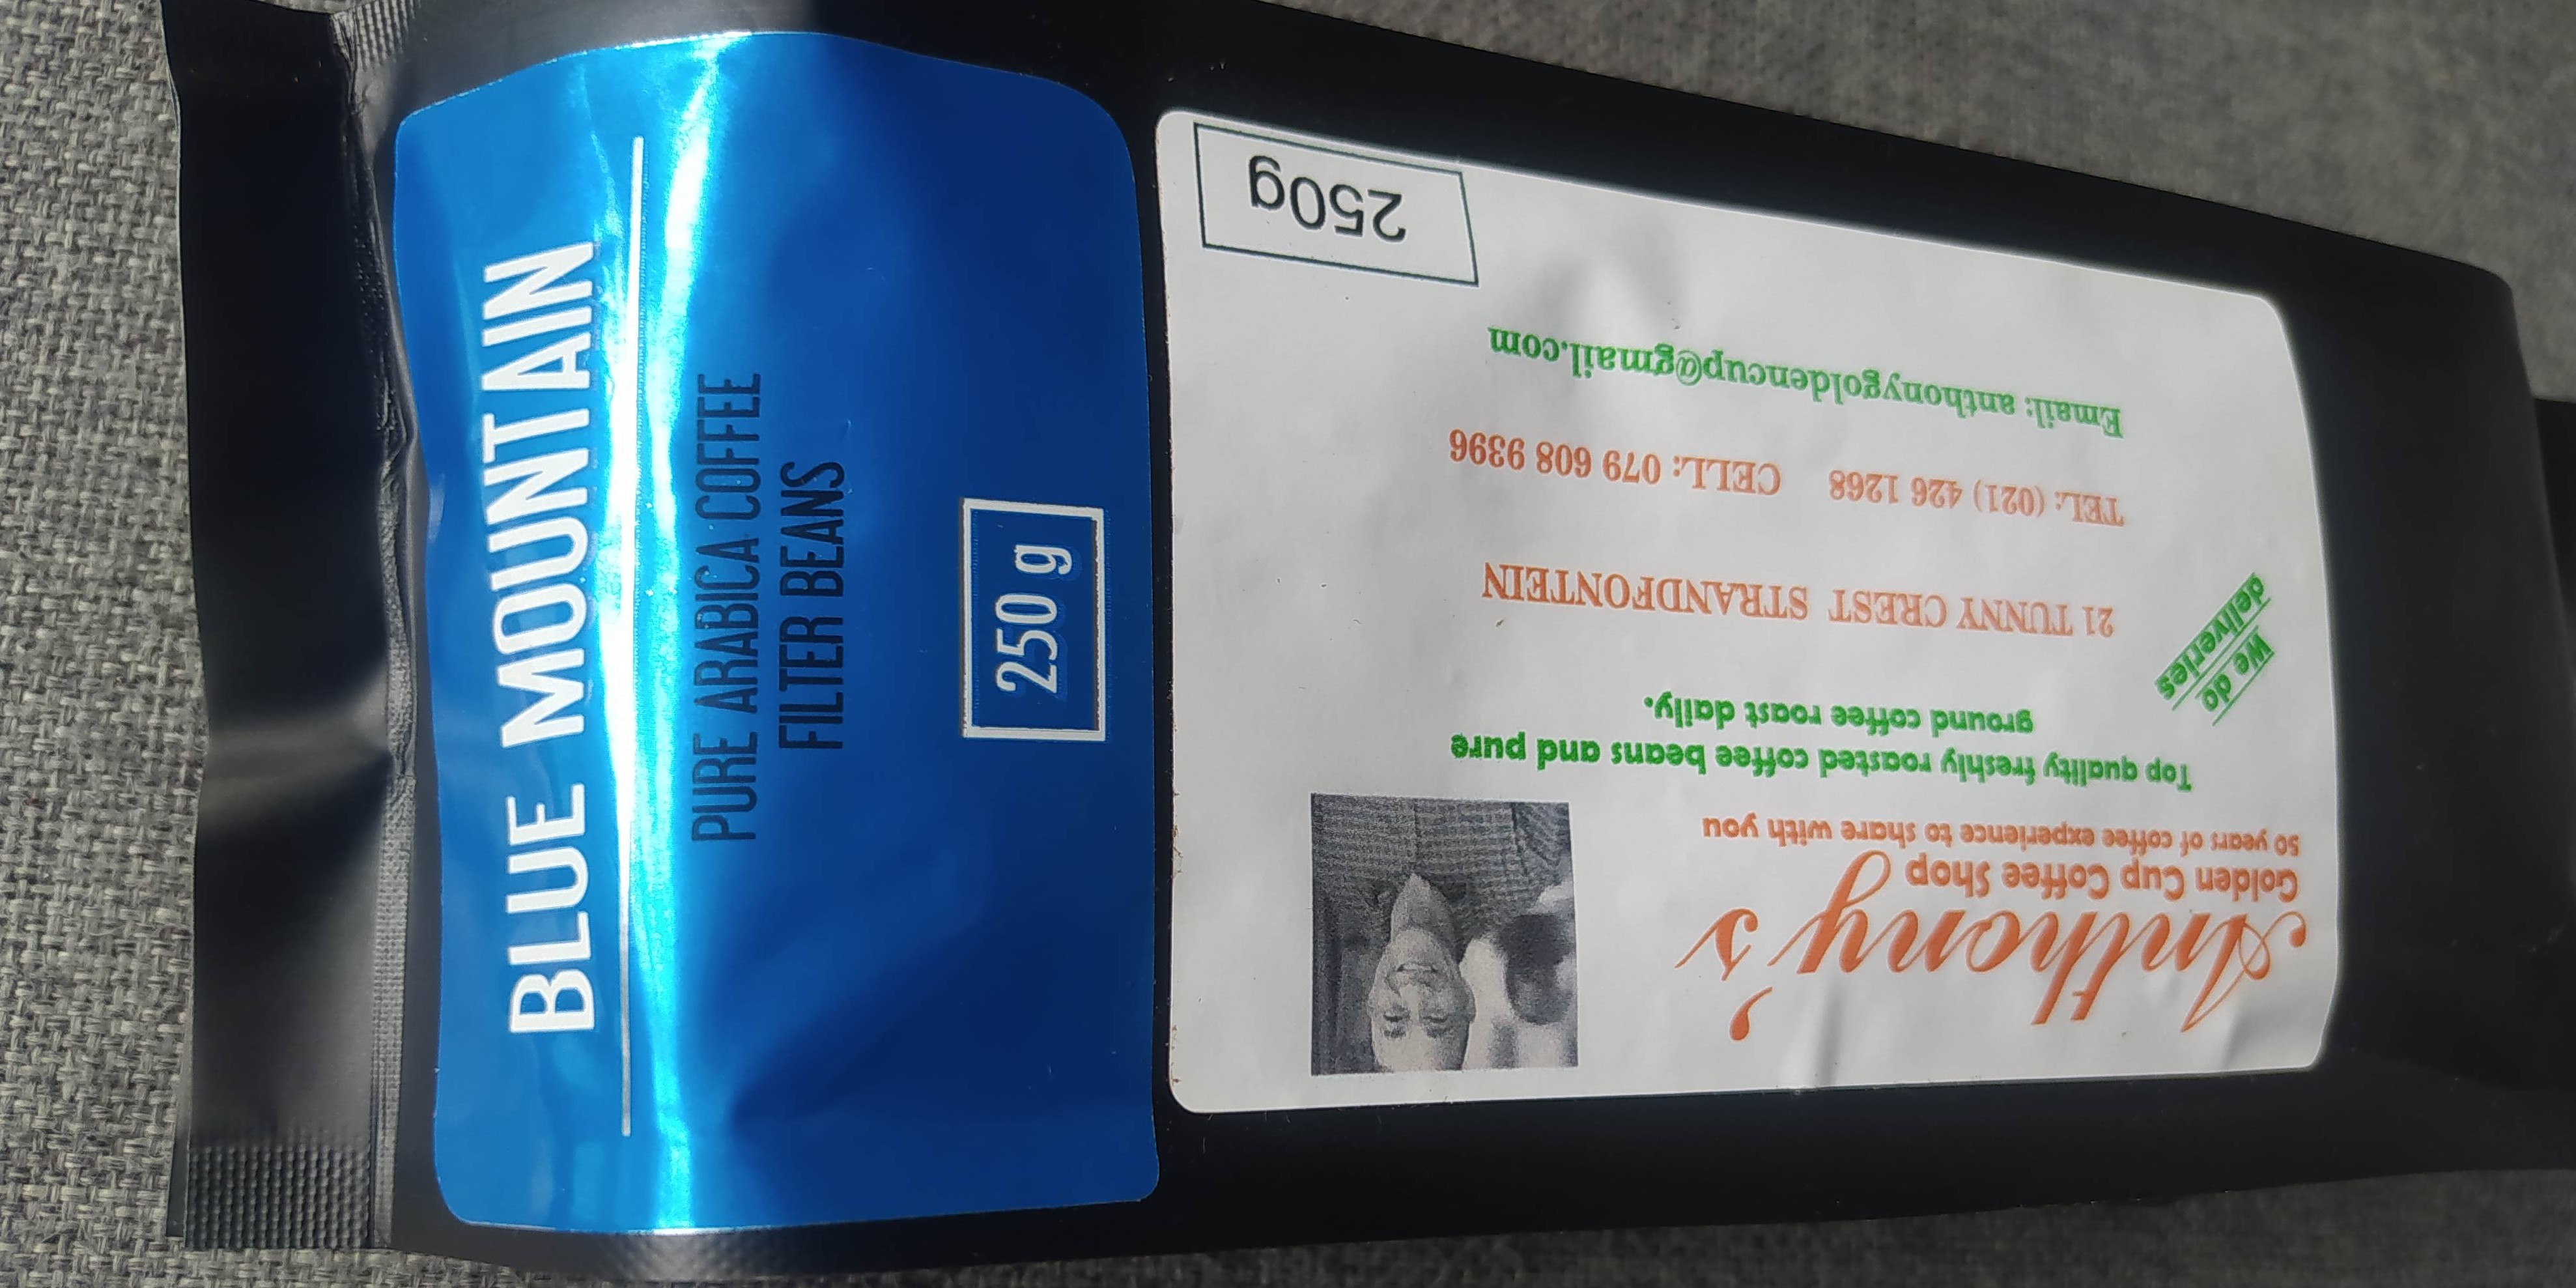 BLUE MOUNTAIN
PURE ARABICA COFFEE
FILTER BEANS
250 g
Anthony's
Golden Cup Coffee Shop
50 years of coffee experience to share with you
Top quality freshly roasted coffee beans and pure
ground coffee roast daily.
We do
deliveries
21 TUNNY CREST STRANDFONTEIN
TEL: (021) 426 1268 CELL: 079 608 9396
Email: anthonygoldencup@gmail.com
250g